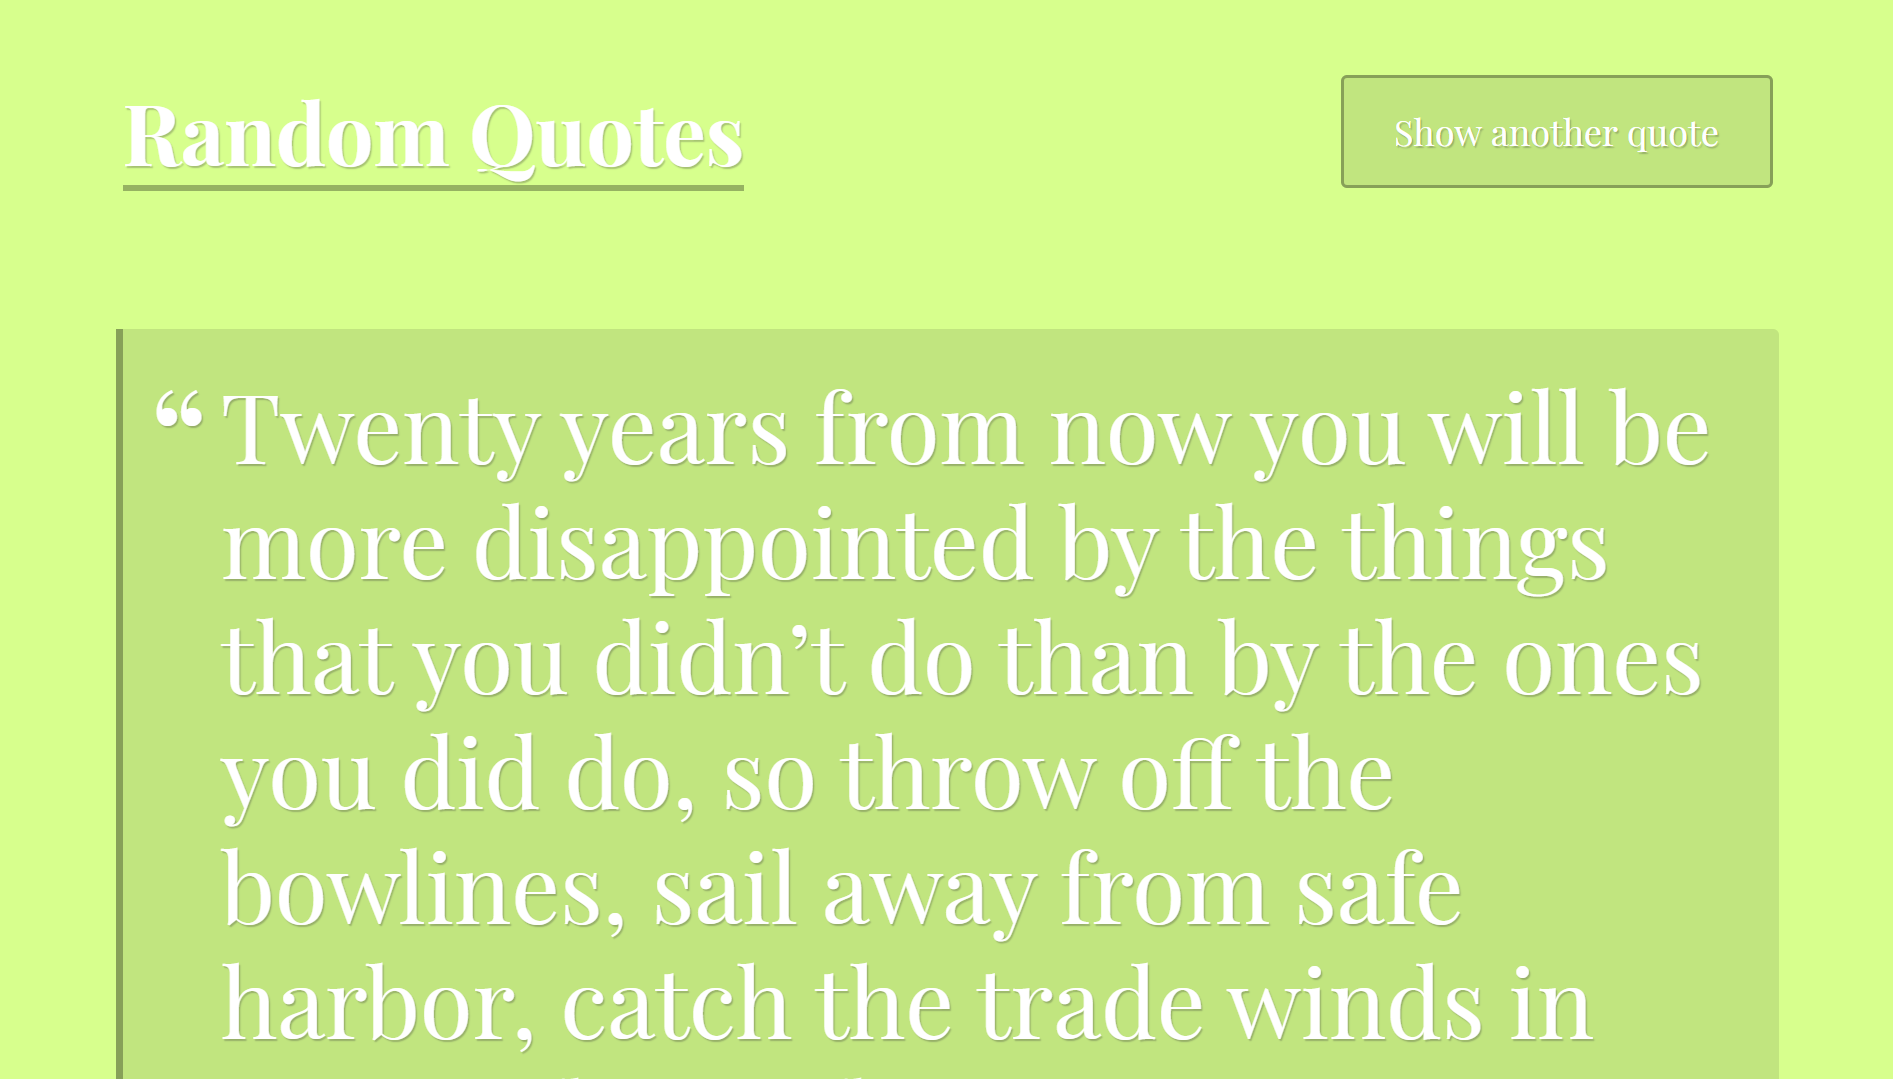 Random Quotes
Show another quote
“ Twenty years from now you will be
more disappointed by the things
that you didn’t do than by the ones
you did do, so throw off the
bowlines, sail away from safe
harbor, catch the trade winds in